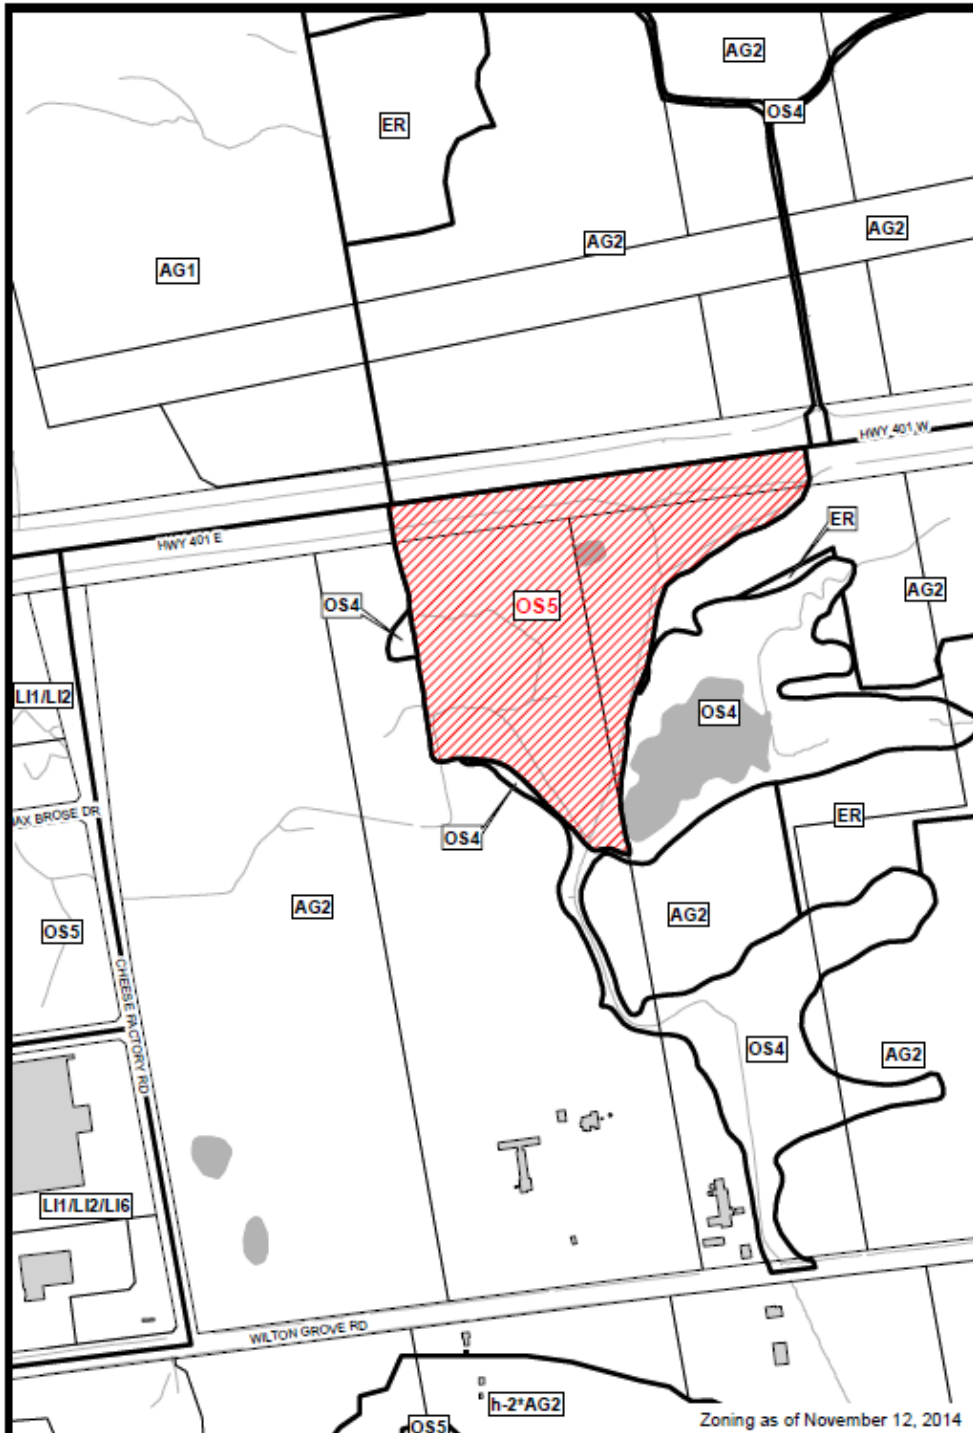 AG2
OS4
ER
AG2
AG2
AG1
HWY 401 W
HWY 401 E
ER
AG2
OS4
OS5
LI1/LI2
OS4
MAX BROSE DR
OS4
ER
AG2
AG2
OS5
CHEESE FACTORY RD
OS4
AG2
LI1/LI2/LI6
WILTON GROVE RD
h-2*AG2
OS5
Zoning as of November 12, 2014